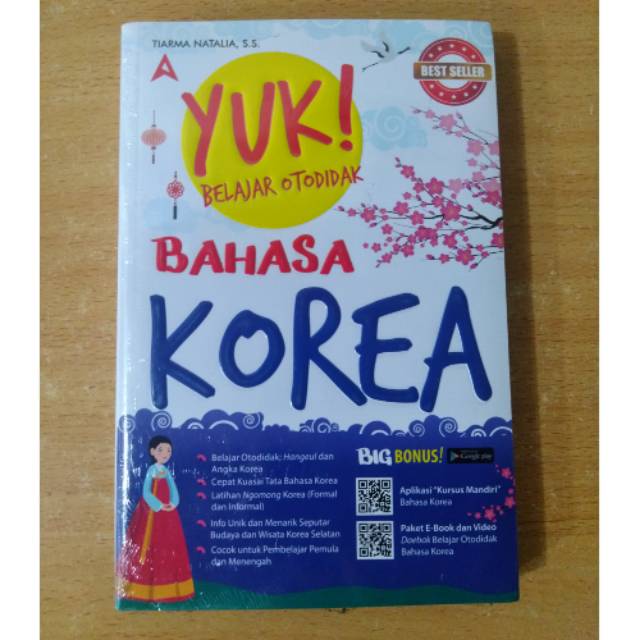 TIARMA NATALIA, S.S.
BEST SELLER
YUK!
BELAJAR OTODIDAK
BAHASA
KOREA
Belajar Otodidak: Hangeul dan
Angka Korea
Cepat Kuasai Tata Bahasa Korea
Latihan Ngomong Korea (Formal
dan Informal)
Info Unik dan Menarik Seputar
Budaya dan Wisata Korea Selatan
Cocok untuk Pembelajar Pemula
dan Menengah
BIG BONUS!
Google play
Aplikasi "Kursus Mandiri"
Bahasa Korea
Paket E-Book dan Video
Daebak Belajar Otodidak
Bahasa Korea